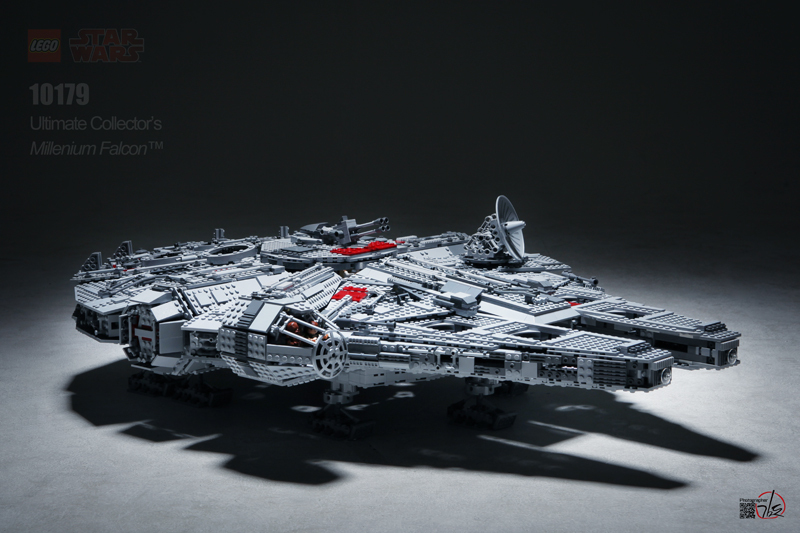 LEGO
STAR
WARS
10179
Ultimate Collector's
Millenium Falcon™
Photographer